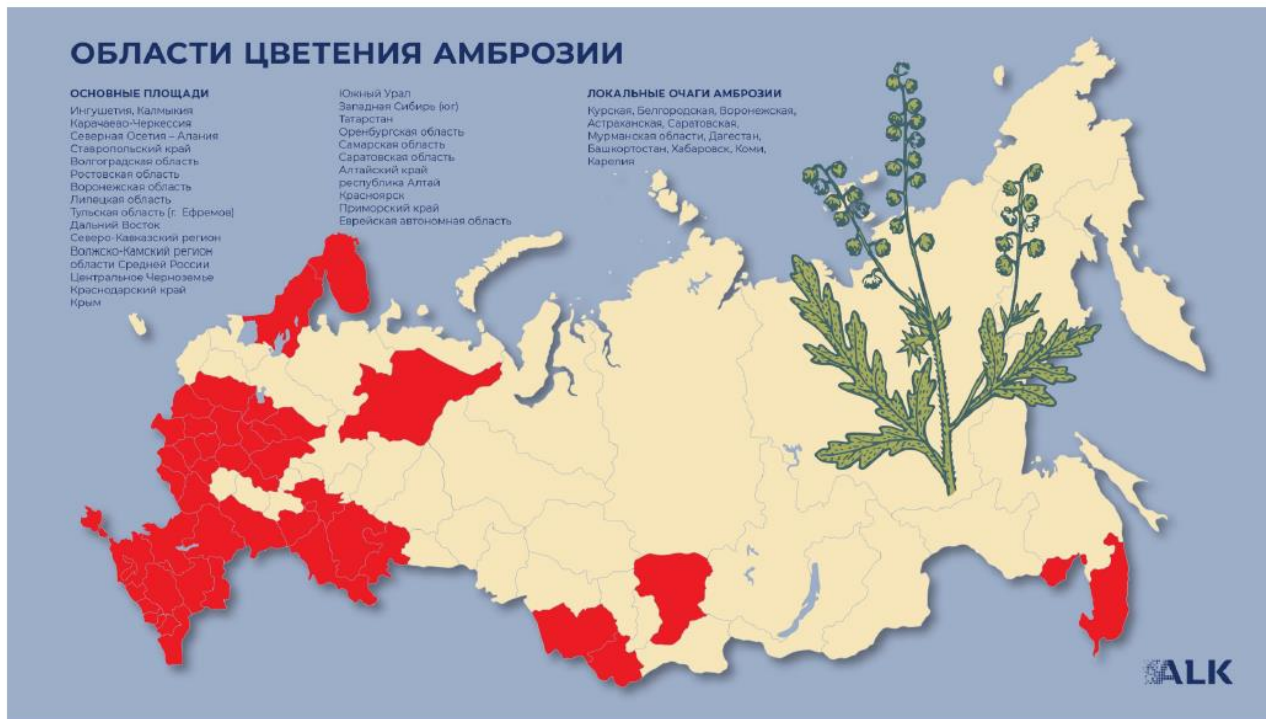 ОБЛАСТИ ЦВЕТЕНИЯ АМБРОЗИИ
ОСНОВНЫЕ ПЛОЩАДИ
Ингушетия, Калмыкия
Карачаево-Черкессия
Северная Осетия – Алания
Ставропольский край
Волгоградская область
Ростовская область
Воронежская область
Липецкая область
Тульская область (г. Ефремов)
Дальний Восток
Северо-Кавказский регион
Волжско-Камский регион
области Средней России
Центральное Черноземье
Краснодарский край
Крым
Южный Урал
Западная Сибирь (юг)
Татарстан
Оренбургская область
Самарская область
Саратовская область
Алтайский край
республика Алтай
Красноярск
Приморский край
Еврейская автономная область
ЛОКАЛЬНЫЕ ОЧАГИ АМБРОЗИИ
Курская, Белгородская, Воронежская,
Астраханская, Саратовская,
Мурманская области, Дагестан,
Башкортостан, Хабаровск, Коми,
Карелия
ALK